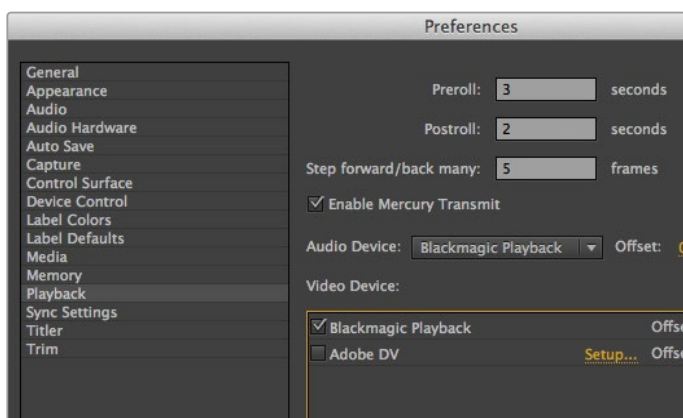 Preferences
General
Appearance
Audio
Audio Hardware
Auto Save
Capture
Control Surface
Device Control
Label Colors
Label Defaults
Media
Memory
Playback
Sync Settings
Titler
Trim
Preroll: 3 seconds
Postroll: 2 seconds
Step forward/back many: 5 frames
Enable Mercury Transmit
Audio Device: Blackmagic Playback Offset:
Video Device:
Blackmagic Playback
Adobe DV Setup...